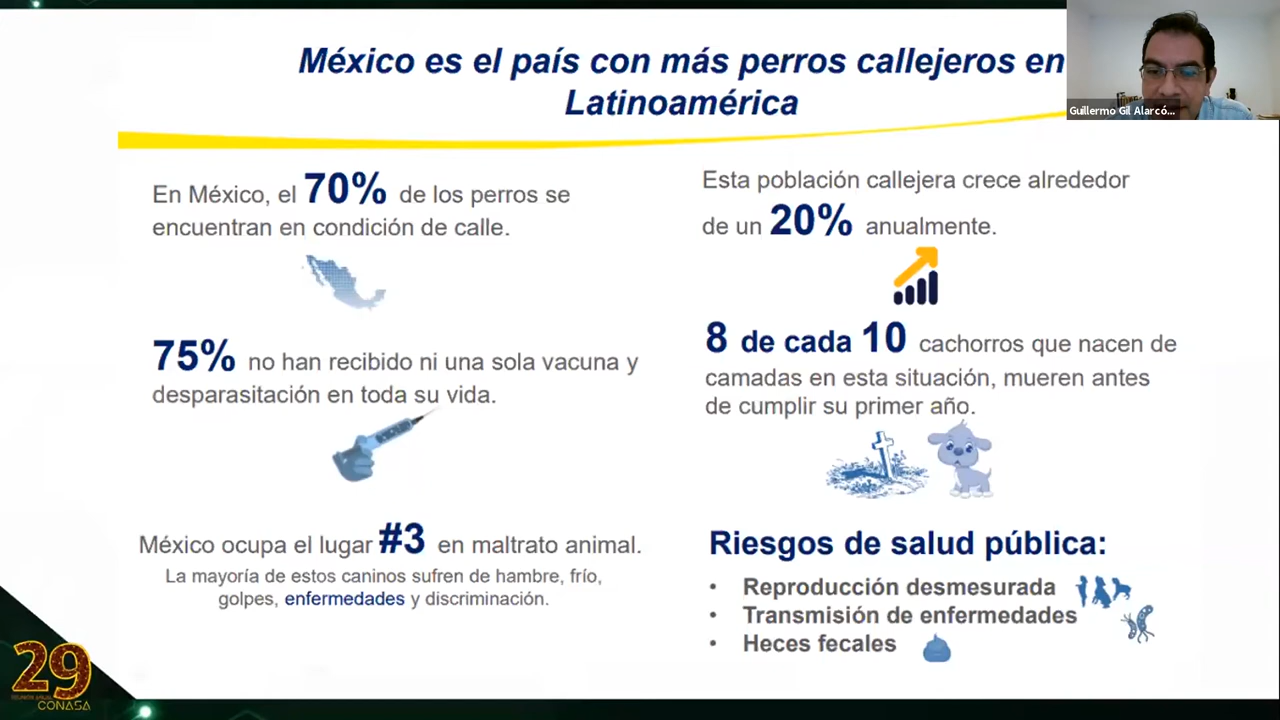 México es el país con más perros callejeros en
Latinoamérica
Guillermo Gil Alarcó...
En México, el 70% de los perros se
encuentran en condición de calle.
75% no han recibido ni una sola vacuna y
desparasitación en toda su vida.
México ocupa el lugar #3 en maltrato animal.
La mayoría de estos caninos sufren de hambre, frío,
golpes, enfermedades y discriminación.
Esta población callejera crece alrededor
de un 20% anualmente.
8 de cada 10 cachorros que nacen de
camadas en esta situación, mueren antes
de cumplir su primer año.
Riesgos de salud pública:
• Reproducción desmesurada
• Transmisión de enfermedades
• Heces fecales
29
CONASA